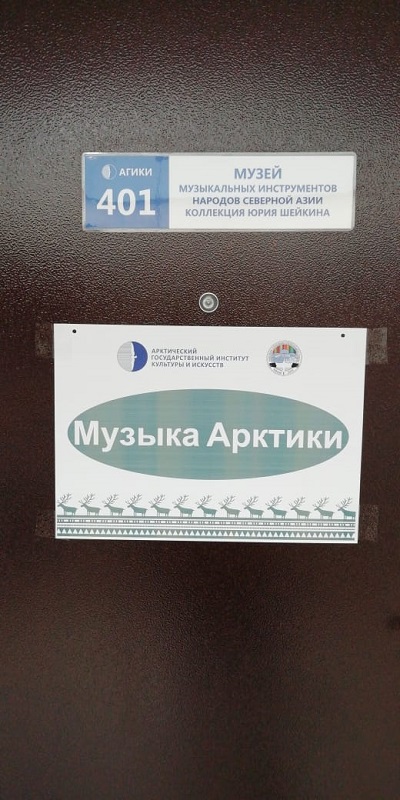 АГИКИ
401
МУЗЕЙ
МУЗЫКАЛЬНЫХ ИНСТРУМЕНТОВ
НАРОДОВ СЕВЕРНОЙ АЗИИ
КОЛЛЕКЦИЯ ЮРИЯ ШЕЙКИНА
АРКТИЧЕСКИЙ
ГОСУДАРСТВЕННЫЙ ИНСТИТУТ
КУЛЬТУРЫ И ИСКУССТВ
Музыка Арктики